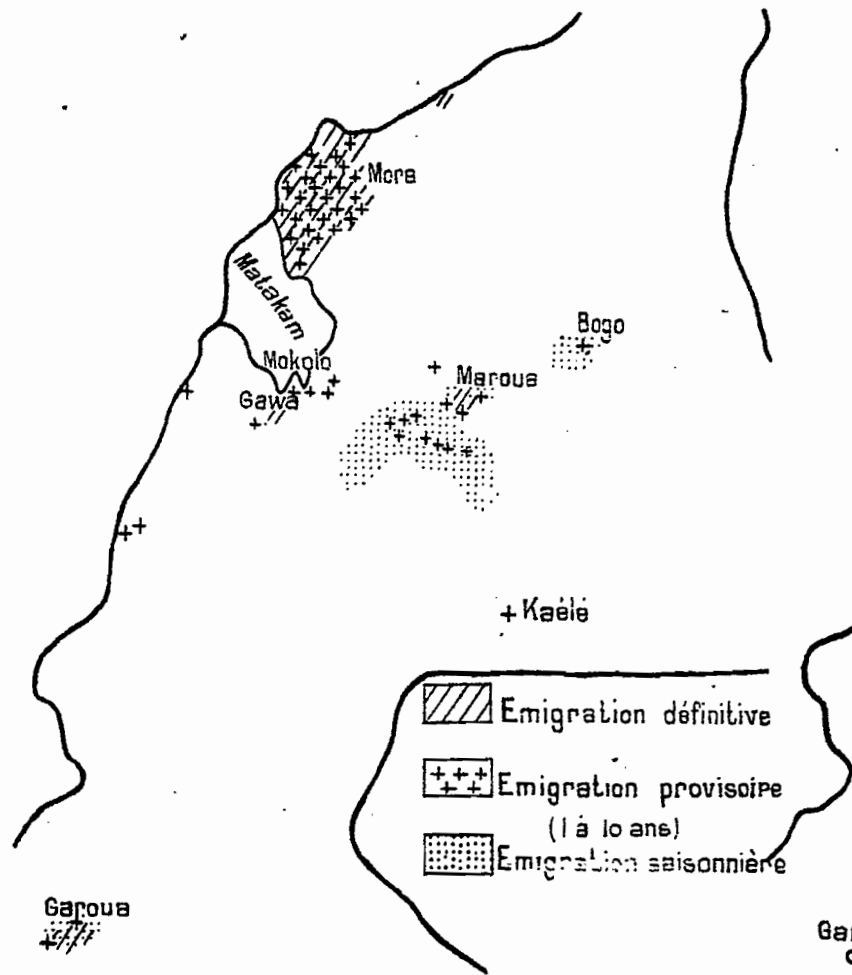 Mora
Matakam
Bogo
Mokolo
Maroua
Gawa
Kaélé
Emigration définitive
Emigration provisoire
(1 à 10 ans)
Emigration saisonnière
Garoua